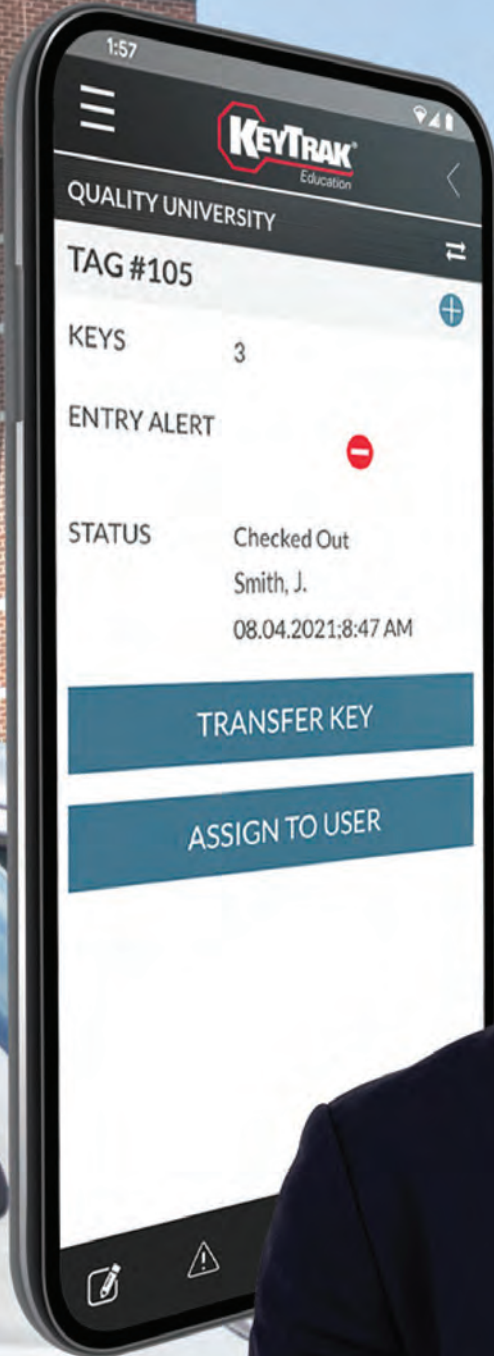 1:57
KEYTRAK®
Education
QUALITY UNIVERSITY
TAG #105
KEYS 3
ENTRY ALERT
STATUS Checked Out
Smith, J.
08.04.2021;8:47 AM
TRANSFER KEY
ASSIGN TO USER